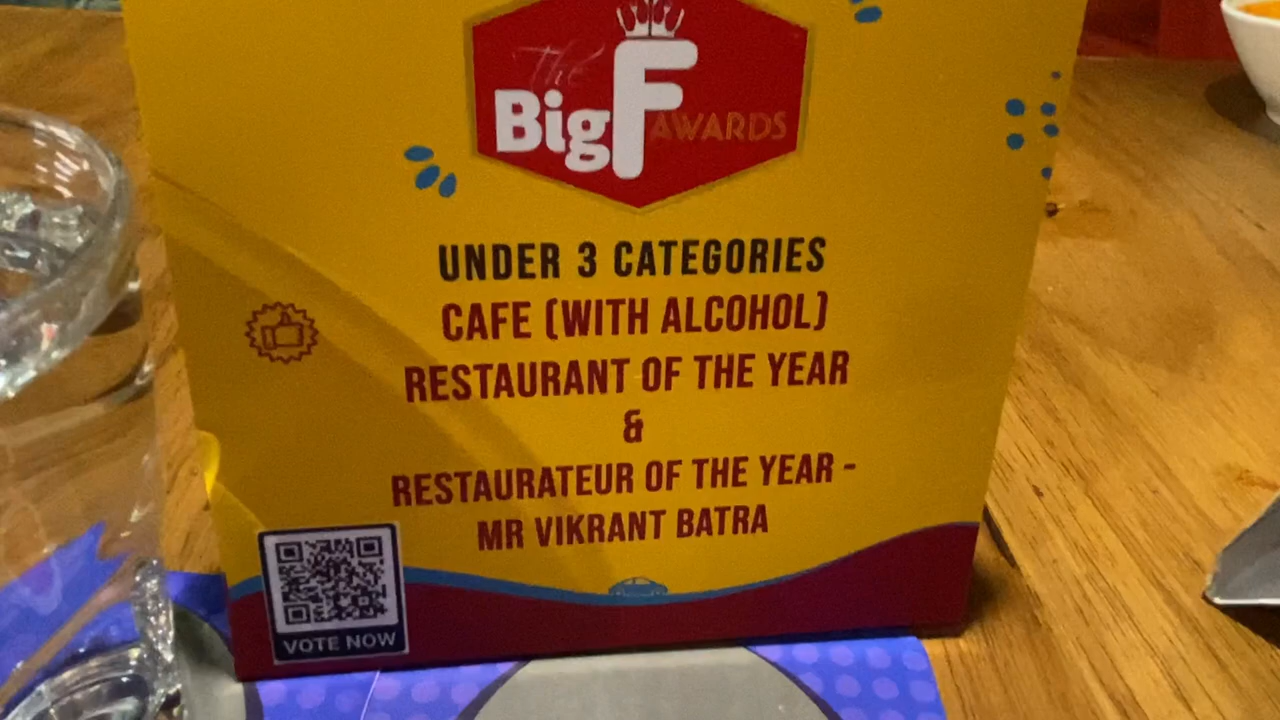 The
Big F AWARDS
UNDER 3 CATEGORIES
CAFE (WITH ALCOHOL)
RESTAURANT OF THE YEAR
&
RESTAURATEUR OF THE YEAR -
MR VIKRANT BATRA
VOTE NOW